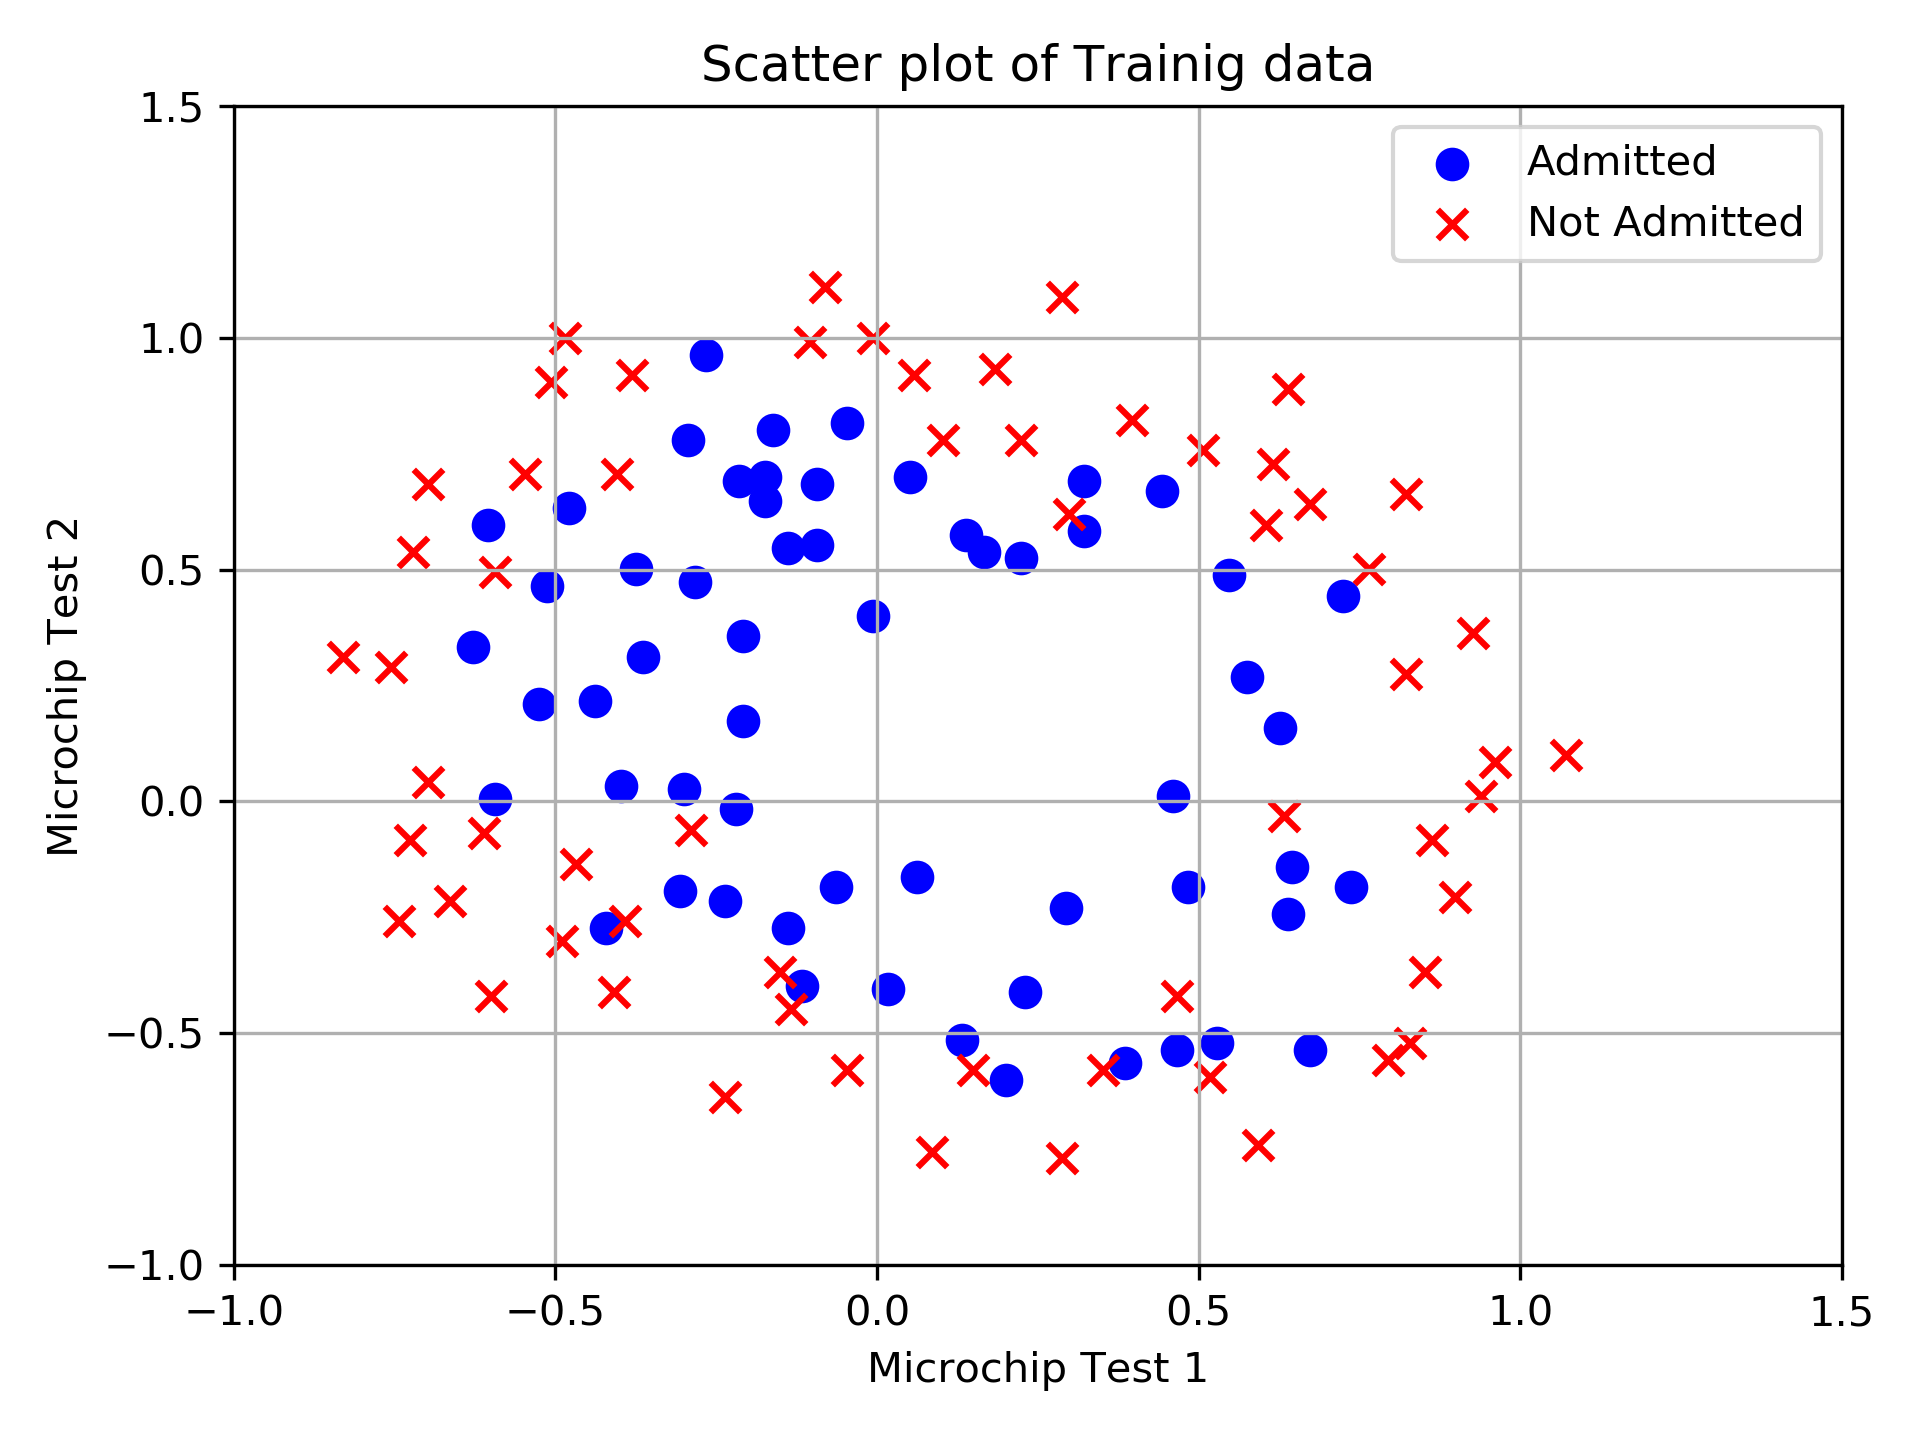 Scatter plot of Trainig data
1.5
1.0
0.5
0.0
−0.5
−1.0
Microchip Test 2
Admitted
Not Admitted
−1.0 −0.5 0.0 0.5 1.0 1.5
Microchip Test 1